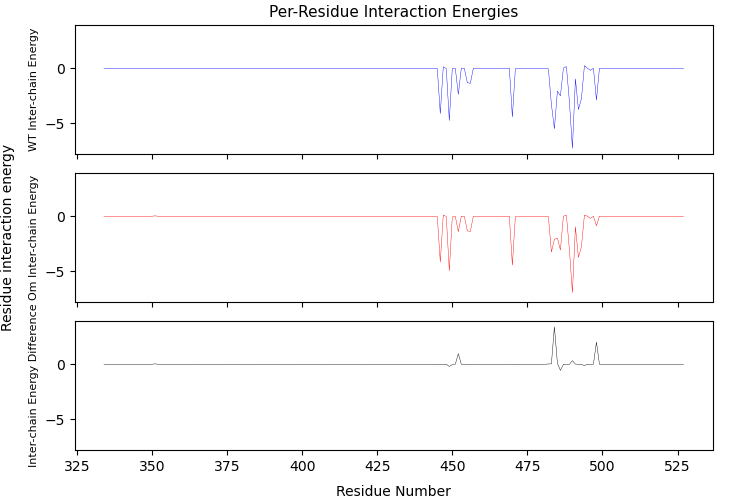 Per-Residue Interaction Energies
Residue interaction energy
WT Inter-chain Energy
0
−5
Om Inter-chain Energy
0
−5
Inter-chain Energy Difference
0
−5
325 350 375 400 425 450 475 500 525
Residue Number